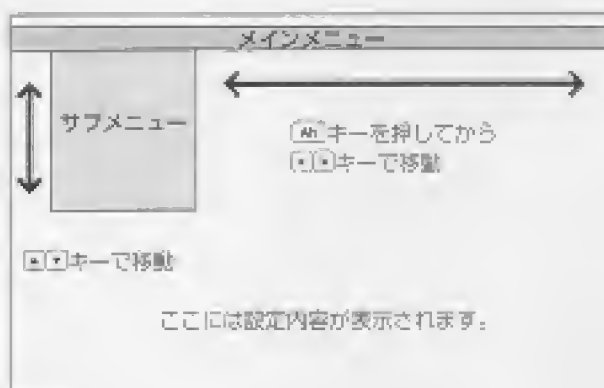 メインメニュー
サブメニュー
Altキーを押してから
キーで移動
▲▼キーで移動
ここには設定内容が表示されます。